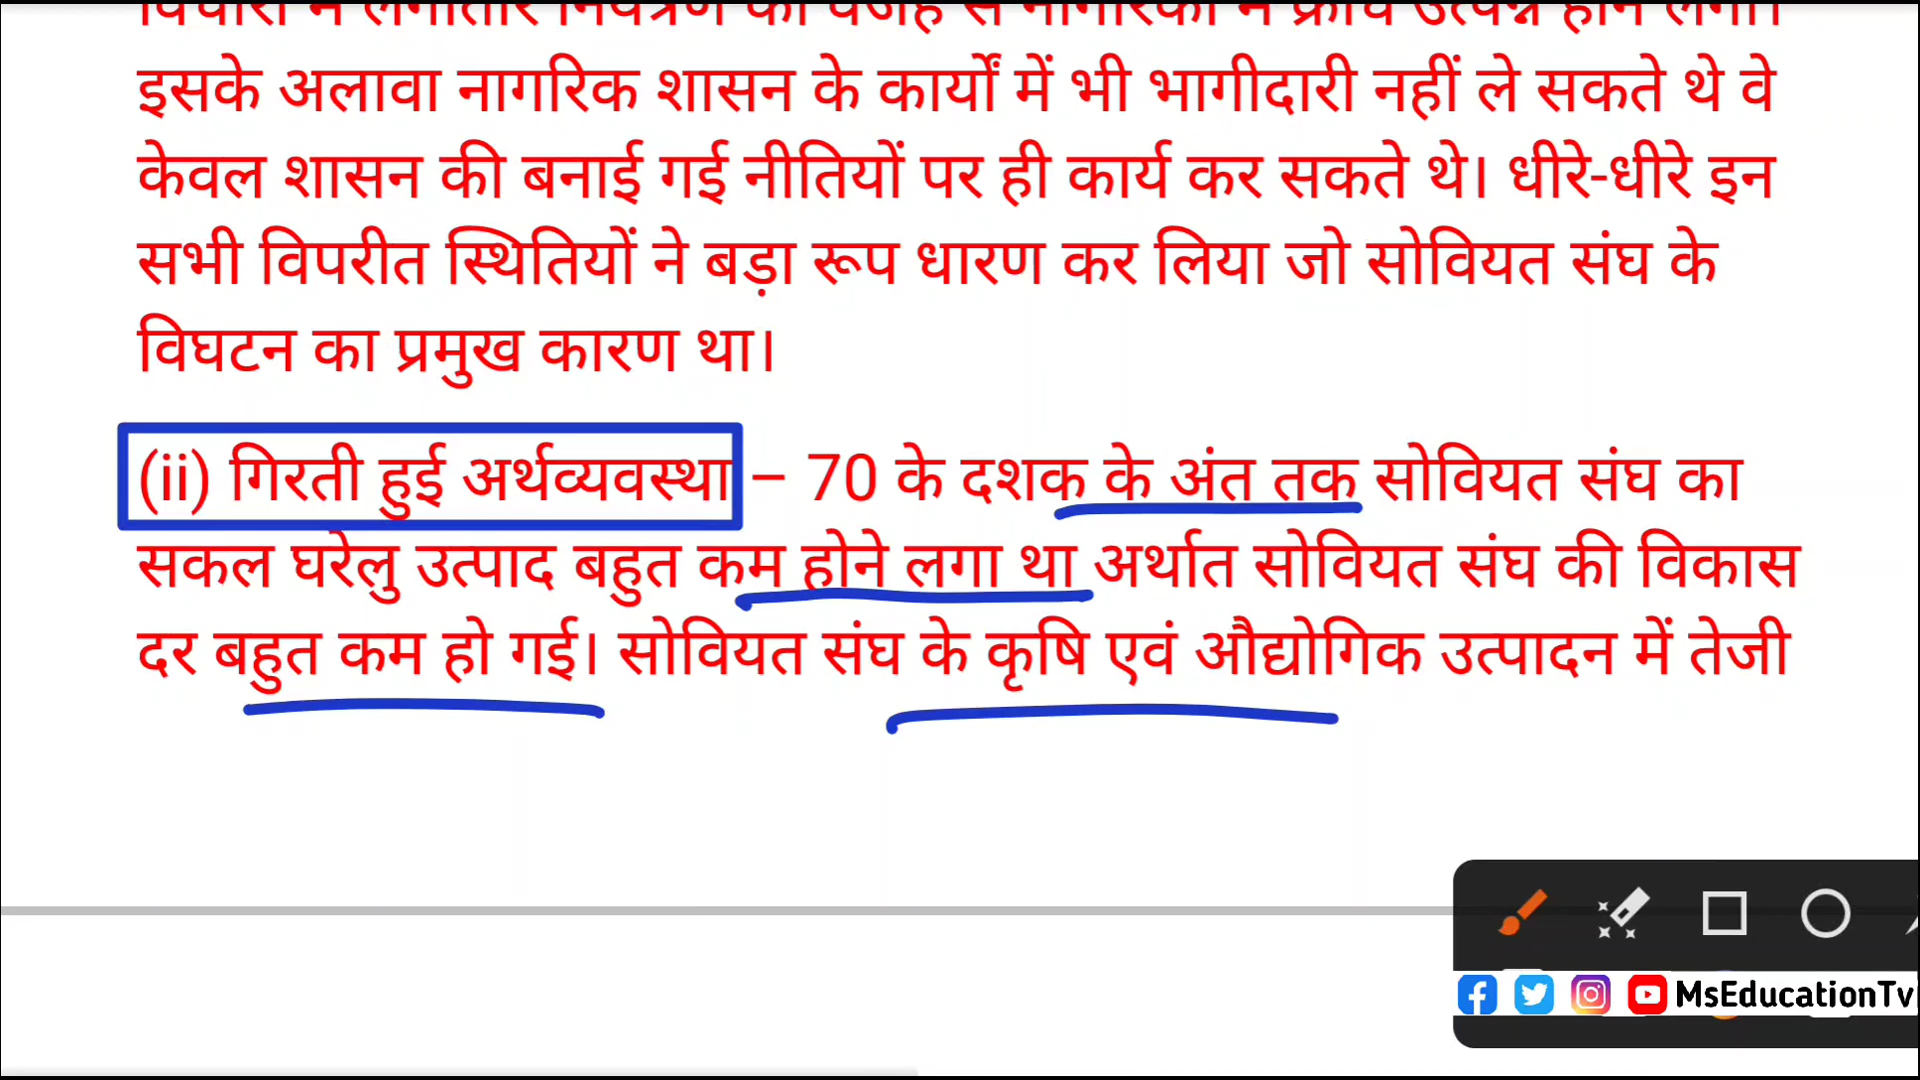 इसके अलावा नागरिक शासन के कार्यों में भी भागीदारी नहीं ले सकते थे वे
केवल शासन की बनाई गई नीतियों पर ही कार्य कर सकते थे। धीरे-धीरे इन
सभी विपरीत स्थितियों ने बड़ा रूप धारण कर लिया जो सोवियत संघ के
विघटन का प्रमुख कारण था।
(ii) गिरती हुई अर्थव्यवस्था – 70 के दशक के अंत तक सोवियत संघ का
सकल घरेलु उत्पाद बहुत कम होने लगा था अर्थात सोवियत संघ की विकास
दर बहुत कम हो गई। सोवियत संघ के कृषि एवं औद्योगिक उत्पादन में तेजी
MsEducationTv